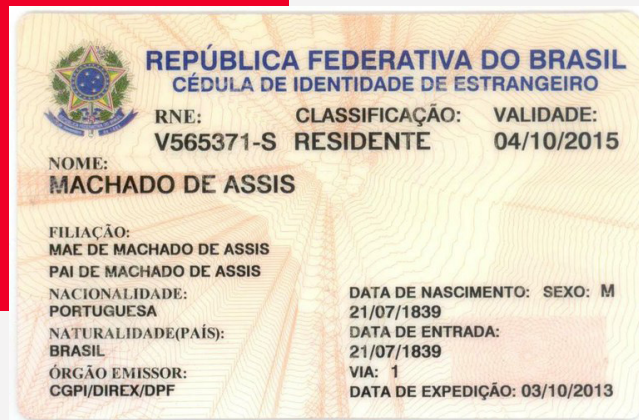 REPÚBLICA FEDERATIVA DO BRASIL
CÉDULA DE IDENTIDADE DE ESTRANGEIRO
RNE: CLASSIFICAÇÃO: VALIDADE:
V565371-S RESIDENTE 04/10/2015
NOME:
MACHADO DE ASSIS
FILIAÇÃO:
MAE DE MACHADO DE ASSIS
PAI DE MACHADO DE ASSIS
NACIONALIDADE:
PORTUGUESA
NATURALIDADE(PAÍS):
BRASIL
ÓRGÃO EMISSOR:
CGPI/DIREX/DPF
DATA DE NASCIMENTO: SEXO: M
21/07/1839
DATA DE ENTRADA:
21/07/1839
VIA: 1
DATA DE EXPEDIÇÃO: 03/10/2013